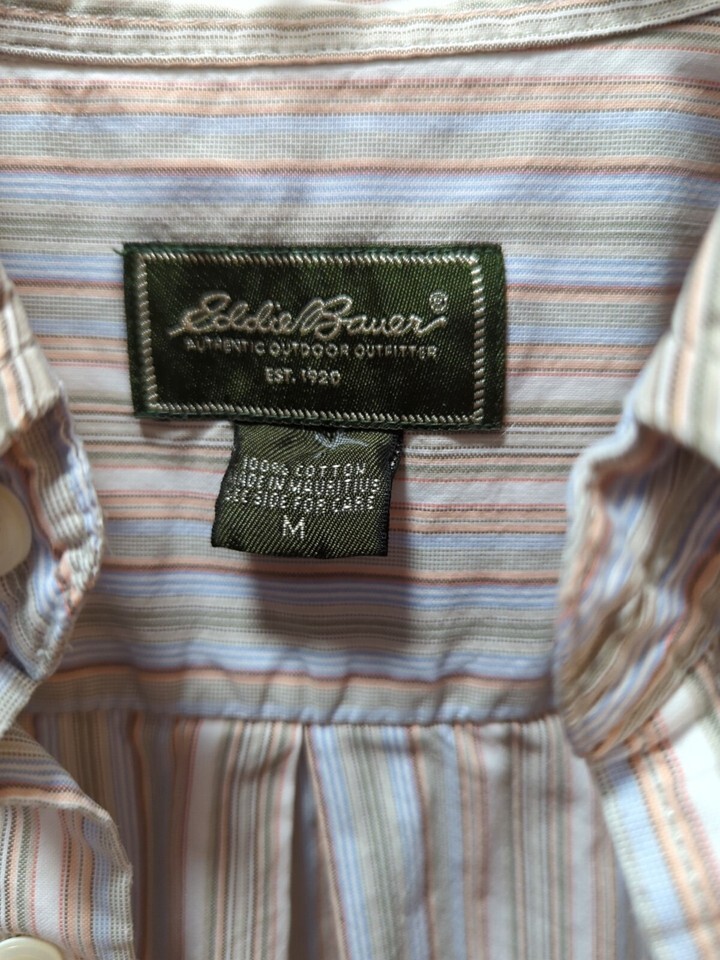 Eddie Bauer®
AUTHENTIC OUTDOOR OUTFITTER
EST. 1920
100% COTTON
MADE IN MAURITIUS
SEE SIDE FOR CARE
M